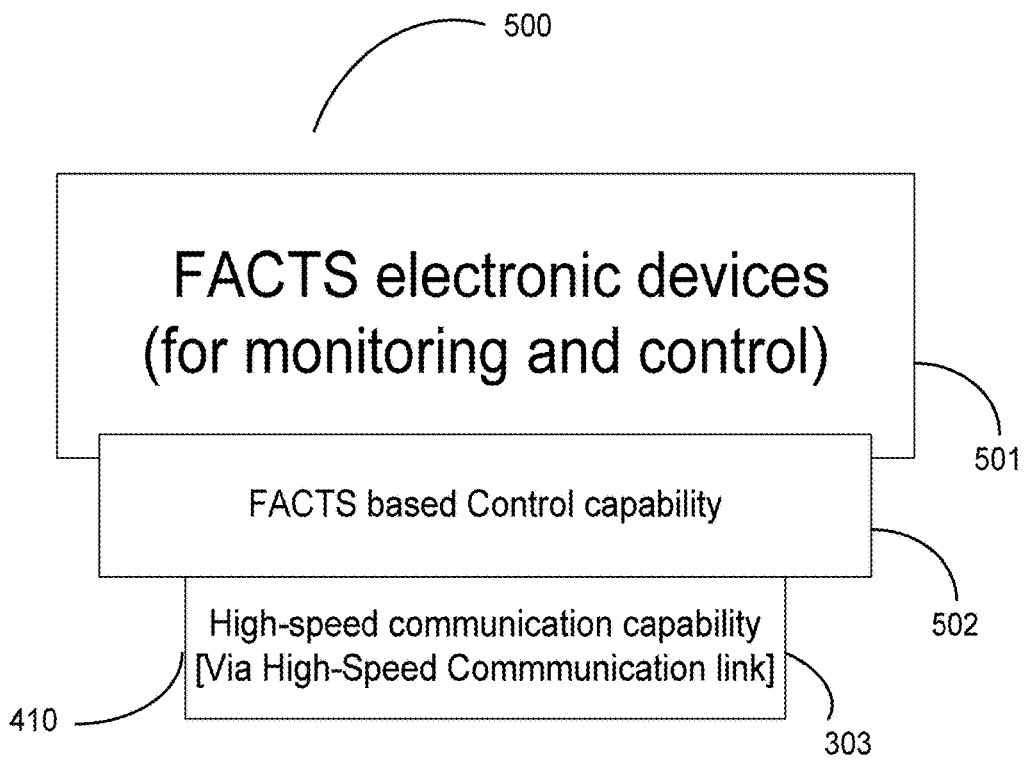 500
FACTS electronic devices
(for monitoring and control)
501
FACTS based Control capability
502
High-speed communication capability
[Via High-Speed Commmunication link]
410
303